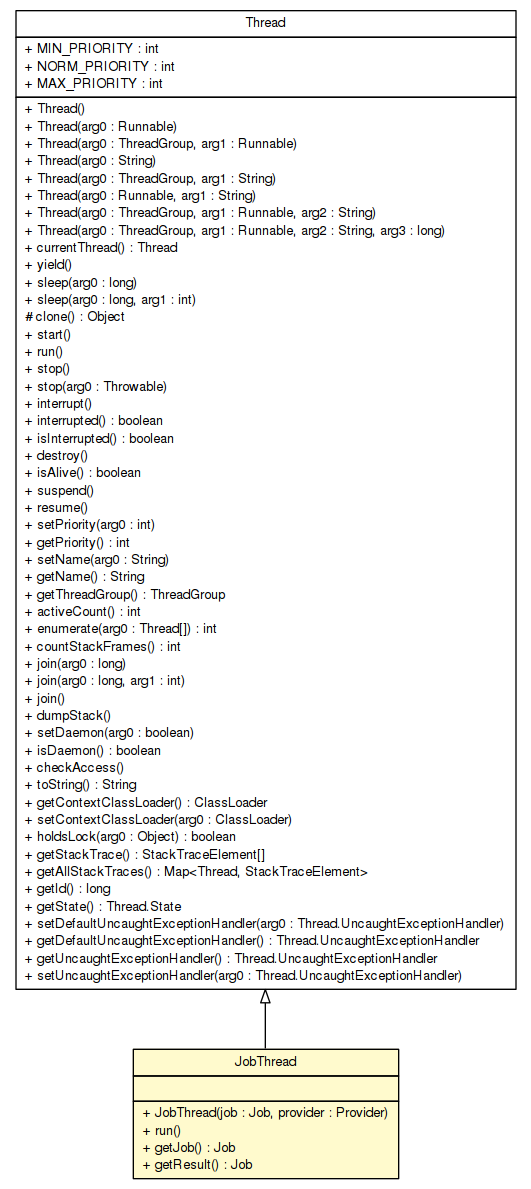 Thread
+ MIN_PRIORITY : int
+ NORM_PRIORITY : int
+ MAX_PRIORITY : int
+ Thread()
+ Thread(arg0 : Runnable)
+ Thread(arg0 : ThreadGroup, arg1 : Runnable)
+ Thread(arg0 : String)
+ Thread(arg0 : ThreadGroup, arg1 : String)
+ Thread(arg0 : Runnable, arg1 : String)
+ Thread(arg0 : ThreadGroup, arg1 : Runnable, arg2 : String)
+ Thread(arg0 : ThreadGroup, arg1 : Runnable, arg2 : String, arg3 : long)
+ currentThread() : Thread
+ yield()
+ sleep(arg0 : long)
+ sleep(arg0 : long, arg1 : int)
# clone() : Object
+ start()
+ run()
+ stop()
+ stop(arg0 : Throwable)
+ interrupt()
+ interrupted() : boolean
+ isInterrupted() : boolean
+ destroy()
+ isAlive() : boolean
+ suspend()
+ resume()
+ setPriority(arg0 : int)
+ getPriority() : int
+ setName(arg0 : String)
+ getName() : String
+ getThreadGroup() : ThreadGroup
+ activeCount() : int
+ enumerate(arg0 : Thread[]) : int
+ countStackFrames() : int
+ join(arg0 : long)
+ join(arg0 : long, arg1 : int)
+ join()
+ dumpStack()
+ setDaemon(arg0 : boolean)
+ isDaemon() : boolean
+ checkAccess()
+ toString() : String
+ getContextClassLoader() : ClassLoader
+ setContextClassLoader(arg0 : ClassLoader)
+ holdsLock(arg0 : Object) : boolean
+ getStackTrace() : StackTraceElement[]
+ getAllStackTraces() : Map<Thread, StackTraceElement>
+ getId() : long
+ getState() : Thread.State
+ setDefaultUncaughtExceptionHandler(arg0 : Thread.UncaughtExceptionHandler)
+ getDefaultUncaughtExceptionHandler() : Thread.UncaughtExceptionHandler
+ getUncaughtExceptionHandler() : Thread.UncaughtExceptionHandler
+ setUncaughtExceptionHandler(arg0 : Thread.UncaughtExceptionHandler)
JobThread
+ JobThread(job : Job, provider : Provider)
+ run()
+ getJob() : Job
+ getResult() : Job